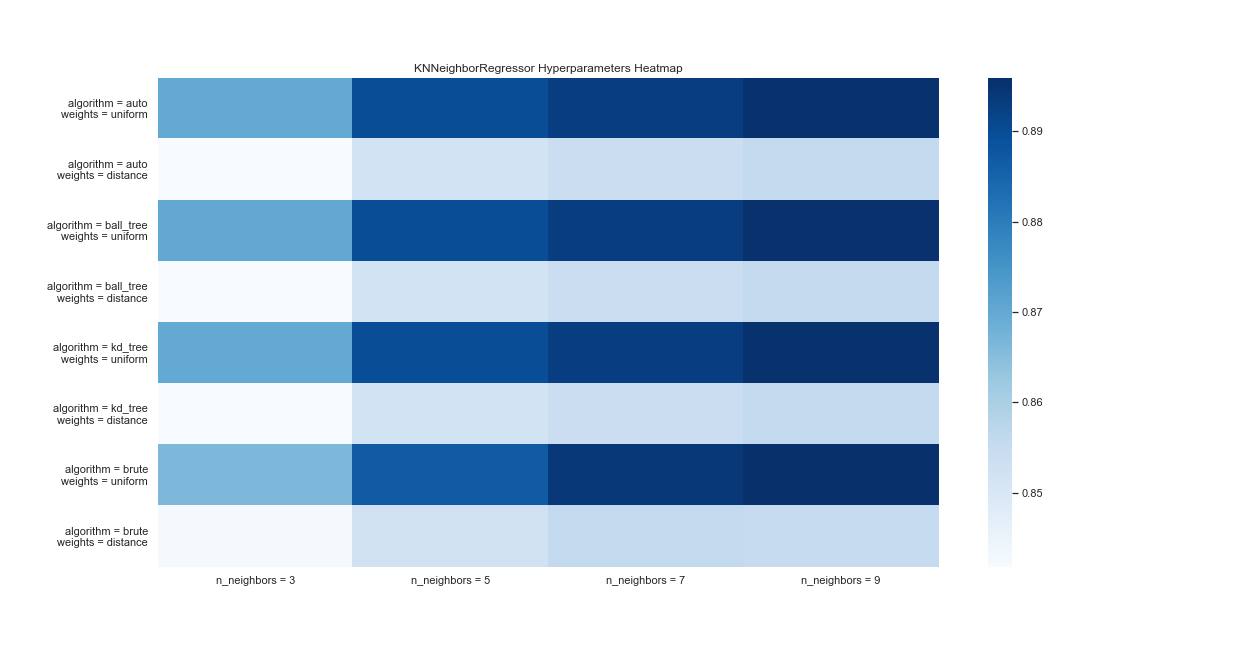 KNNeighborRegressor Hyperparameters Heatmap
algorithm = auto
weights = uniform
algorithm = auto
weights = distance
algorithm = ball_tree
weights = uniform
algorithm = ball_tree
weights = distance
algorithm = kd_tree
weights = uniform
algorithm = kd_tree
weights = distance
algorithm = brute
weights = uniform
algorithm = brute
weights = distance
n_neighbors = 3
n_neighbors = 5
n_neighbors = 7
n_neighbors = 9
0.89
0.88
0.87
0.86
0.85